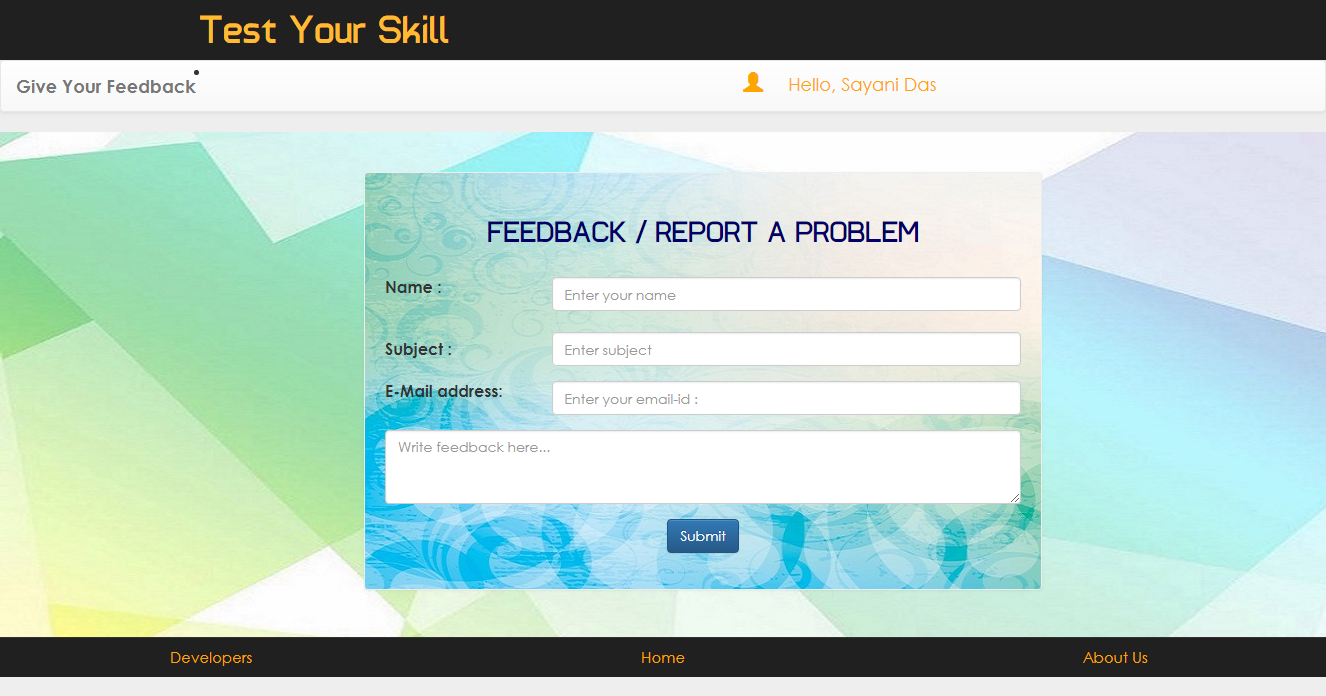 Test Your Skill
Give Your Feedback
Hello, Sayani Das
FEEDBACK / REPORT A PROBLEM
Name :
Enter your name
Subject :
Enter subject
E-Mail address:
Enter your email-id :
Write feedback here...
Submit
Developers
Home
About Us